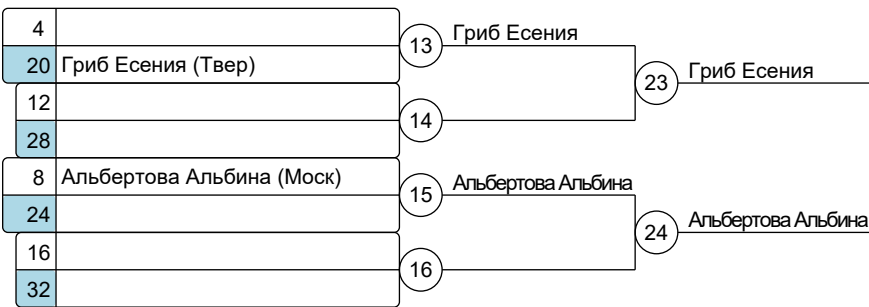 4
13 Гриб Есения
20 Гриб Есения (Твер)
23 Гриб Есения
12
14
28
8 Альбертова Альбина (Моск)
15 Альбертова Альбина
24
24 Альбертова Альбина
16
16
32